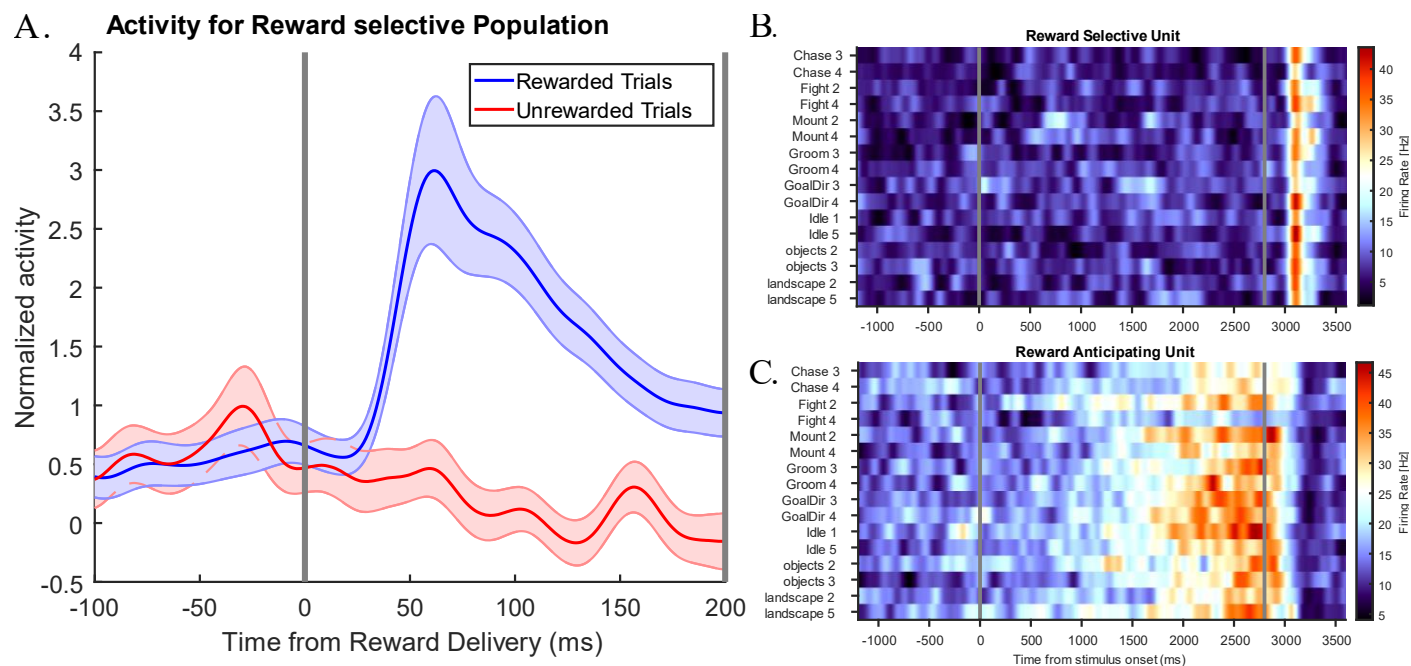 A.
Activity for Reward selective Population
Normalized activity
4
3.5
3
2.5
2
1.5
1
0.5
0
-0.5
Rewarded Trials
Unrewarded Trials
-100 -50 0 50 100 150 200
Time from Reward Delivery (ms)
B.
Reward Selective Unit
Chase 3
Chase 4
Fight 2
Fight 4
Mount 2
Mount 4
Groom 3
Groom 4
GoalDir 3
GoalDir 4
Idle 1
Idle 5
objects 2
objects 3
landscape 2
landscape 5
-1000 -500 0 500 1000 1500 2000 2500 3000 3500
40
35
30
25
20
15
10
5
Firing Rate [Hz]
C.
Reward Anticipating Unit
Chase 3
Chase 4
Fight 2
Fight 4
Mount 2
Mount 4
Groom 3
Groom 4
GoalDir 3
GoalDir 4
Idle 1
Idle 5
objects 2
objects 3
landscape 2
landscape 5
-1000 -500 0 500 1000 1500 2000 2500 3000 3500
Time from stimulus onset (ms)
45
40
35
30
25
20
15
10
5
Firing Rate [Hz]